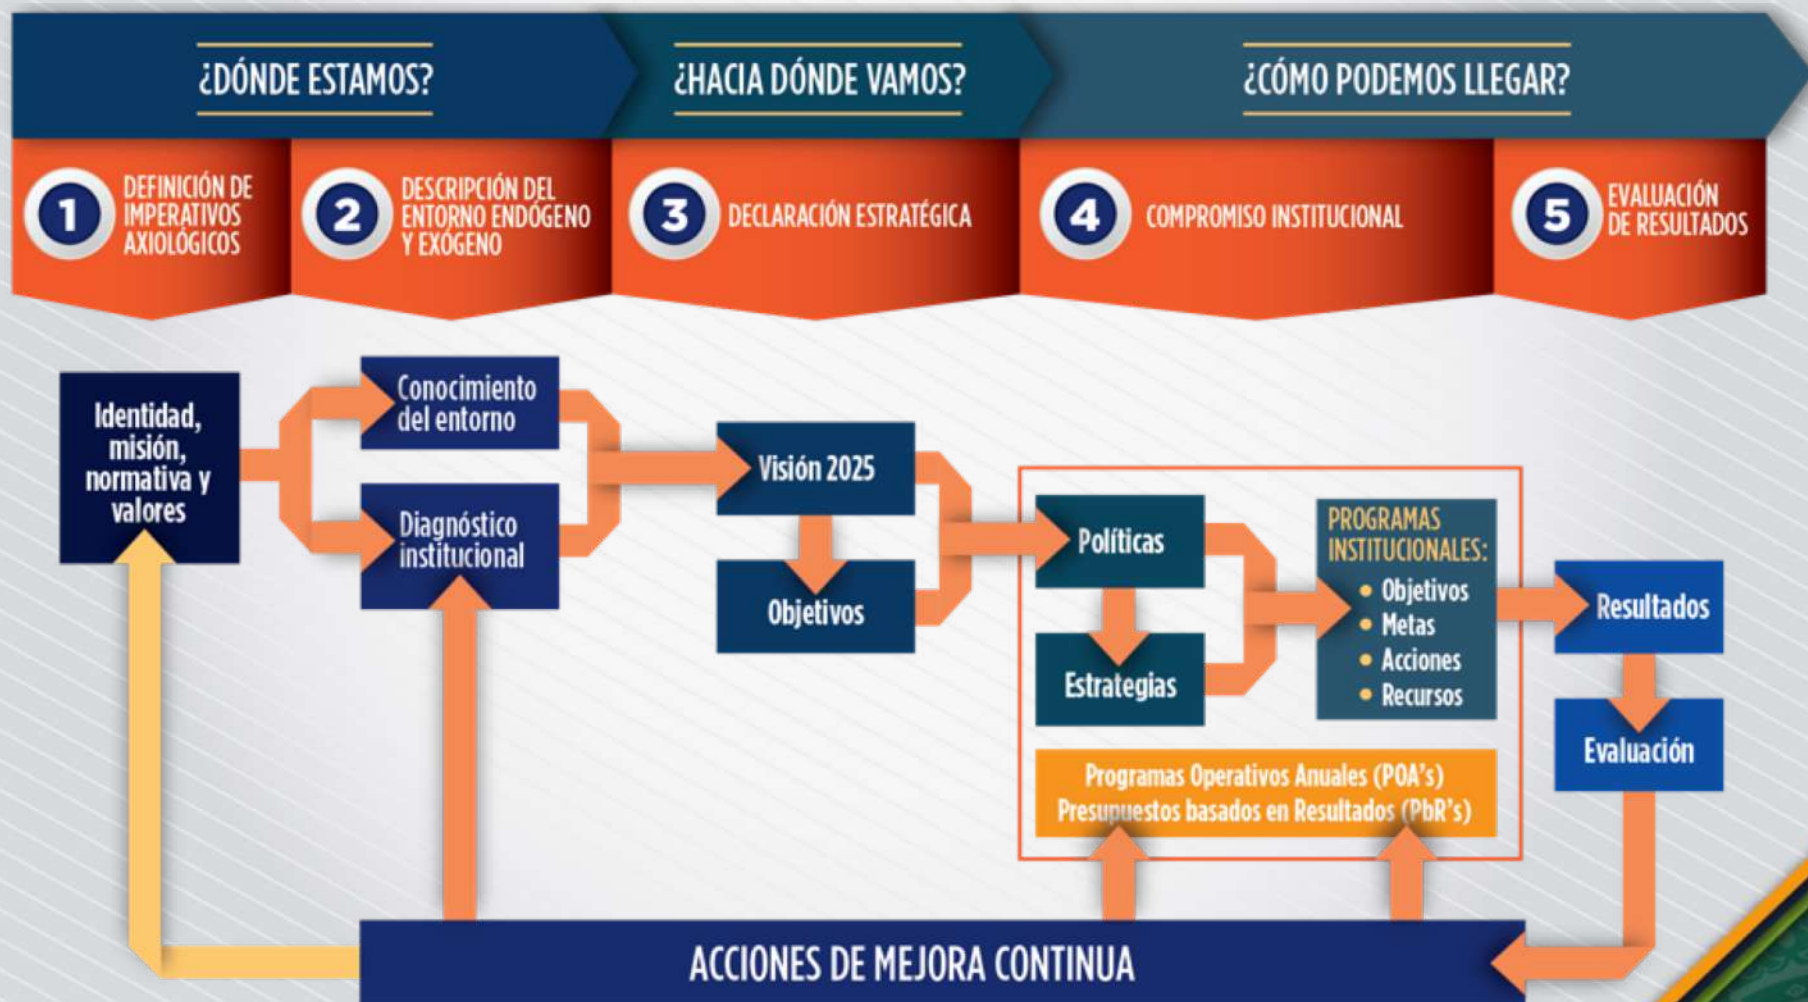 ¿DÓNDE ESTAMOS?
¿HACIA DÓNDE VAMOS?
¿CÓMO PODEMOS LLEGAR?
1
DEFINICIÓN DE
IMPERATIVOS
AXIOLÓGICOS
2
DESCRIPCIÓN DEL
ENTORNO ENDÓGENO
Y EXÓGENO
3
DECLARACIÓN ESTRATÉGICA
4
COMPROMISO INSTITUCIONAL
5
EVALUACIÓN
DE RESULTADOS
Identidad,
misión,
normativa y
valores
Conocimiento
del entorno
Diagnóstico
institucional
Visión 2025
Objetivos
Políticas
Estrategias
PROGRAMAS
INSTITUCIONALES:
• Objetivos
• Metas
• Acciones
• Recursos
Programas Operativos Anuales (POA's)
Presupuestos basados en Resultados (PbR's)
Resultados
Evaluación
ACCIONES DE MEJORA CONTINUA